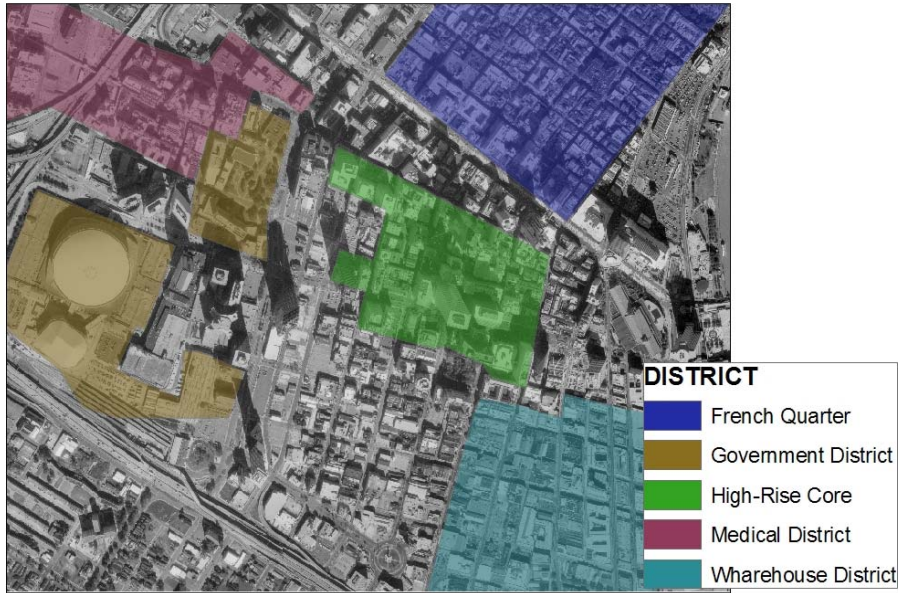 DISTRICT
French Quarter
Government District
High-Rise Core
Medical District
Wharehouse District